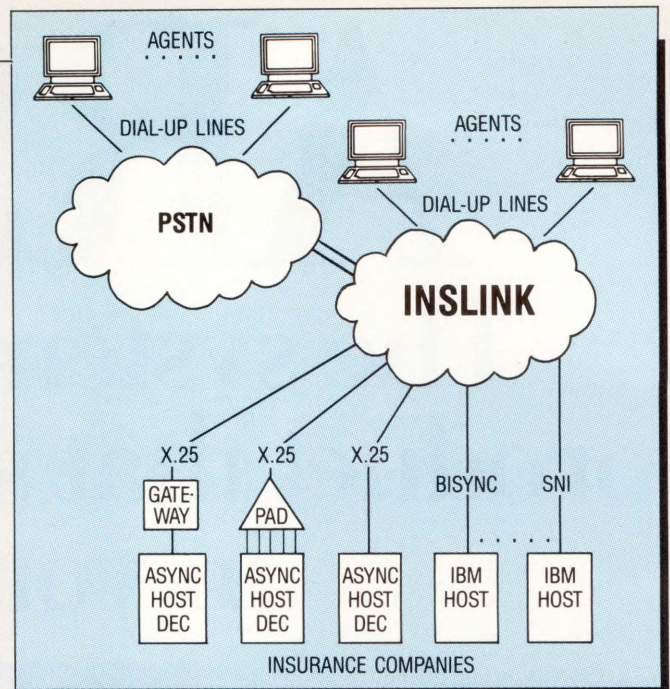 AGENTS
DIAL-UP LINES
PSTN
AGENTS
DIAL-UP LINES
INSLINK
X.25
X.25
X.25
BISYNC
SNI
GATE-
WAY
PAD
ASYNC
HOST
DEC
ASYNC
HOST
DEC
ASYNC
HOST
DEC
IBM
HOST
IBM
HOST
INSURANCE COMPANIES